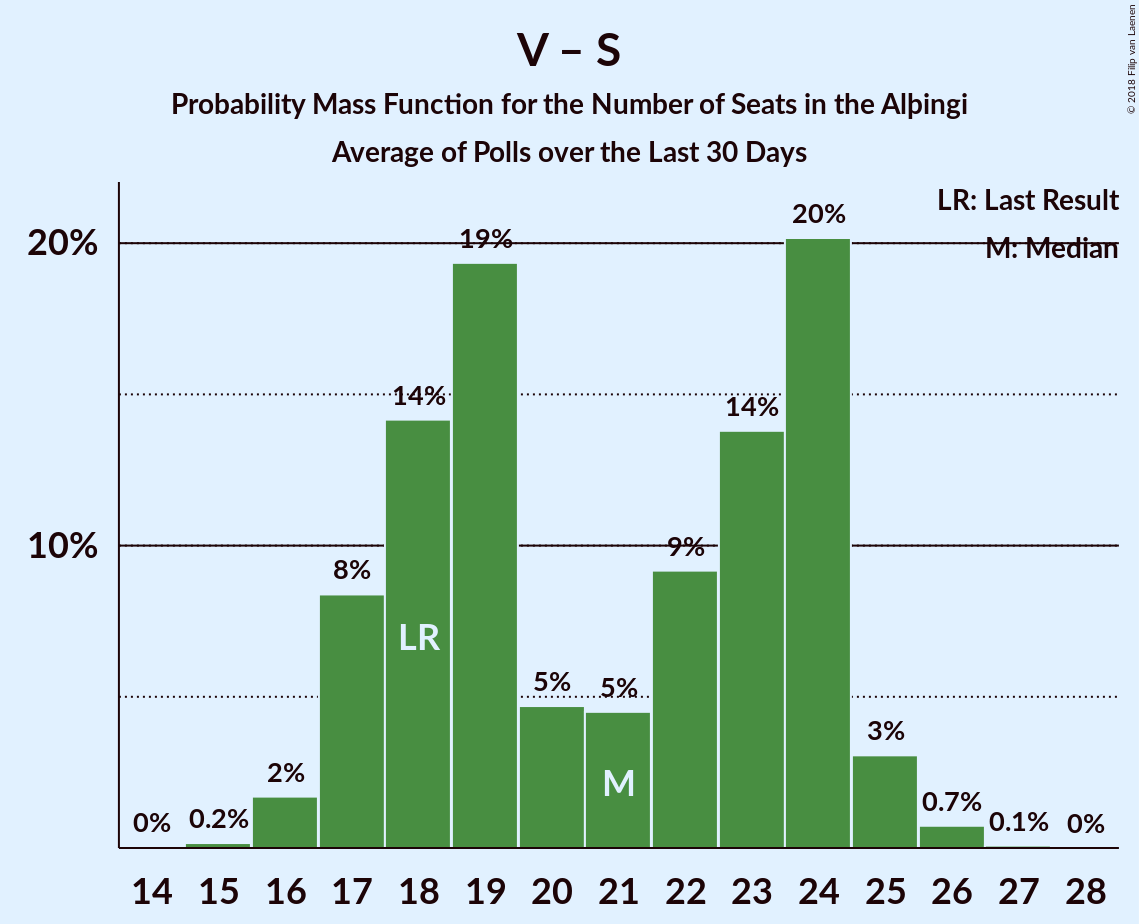 V – S
Probability Mass Function for the Number of Seats in the Alþingi
Average of Polls over the Last 30 Days
© 2018 Filip van Laenen
LR: Last Result
M: Median
20%
10%
0%
0.2%
2%
8%
14%
19%
5%
5%
9%
14%
20%
3%
0.7%
0.1%
0%
LR
M
14 15 16 17 18 19 20 21 22 23 24 25 26 27 28